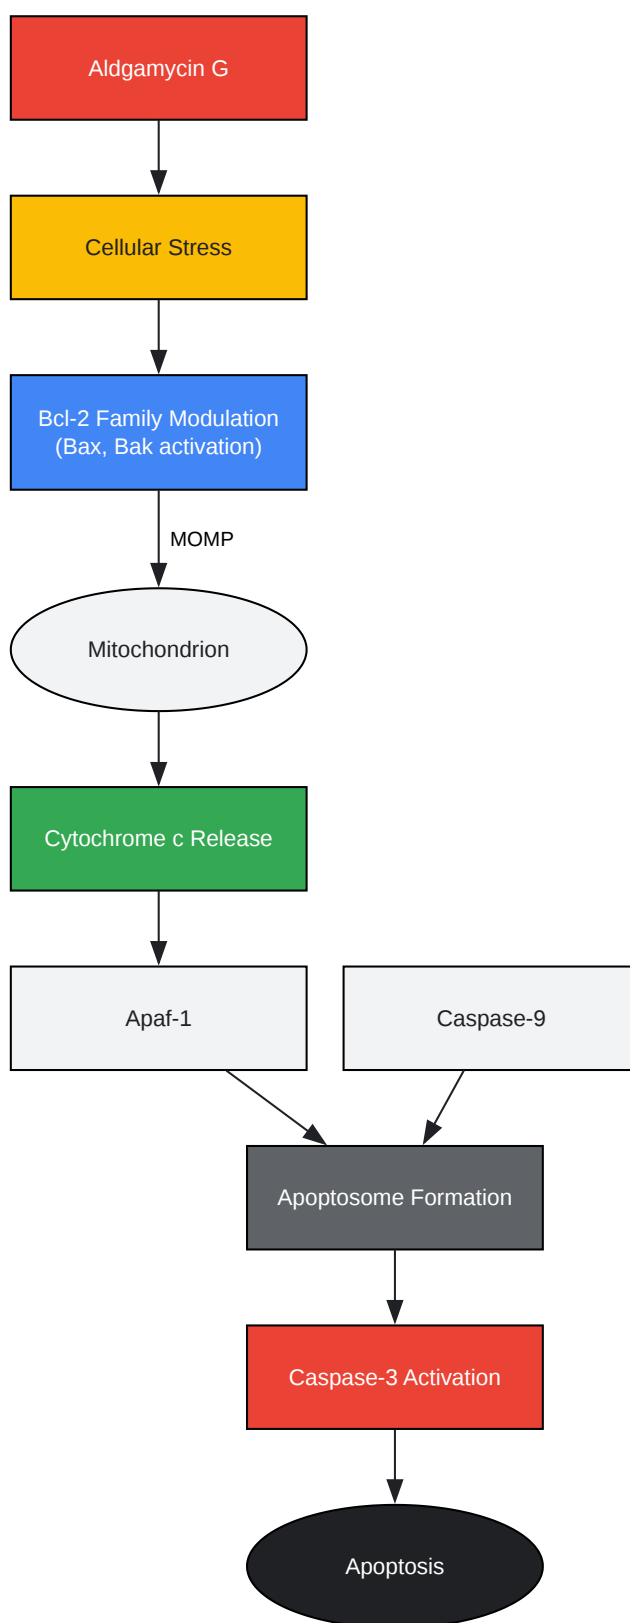 Aldgamycin G
Cellular Stress
Bcl-2 Family Modulation
(Bax, Bak activation)
MOMP
Mitochondrion
Cytochrome c Release
Apaf-1
Caspase-9
Apoptosome Formation
Caspase-3 Activation
Apoptosis